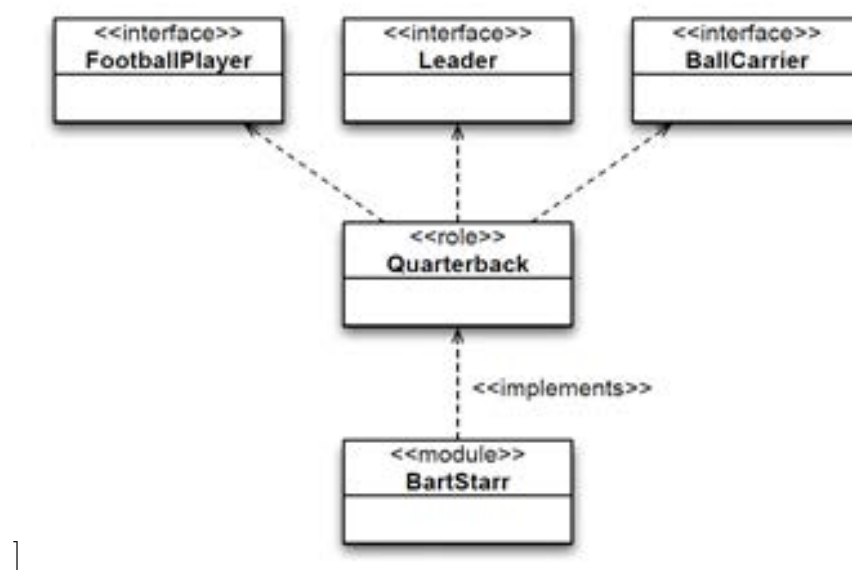 <<interface>>
FootballPlayer
<<interface>>
Leader
<<interface>>
BallCarrier
<<role>>
Quarterback
<<implements>>
<<module>>
BartStarr
]